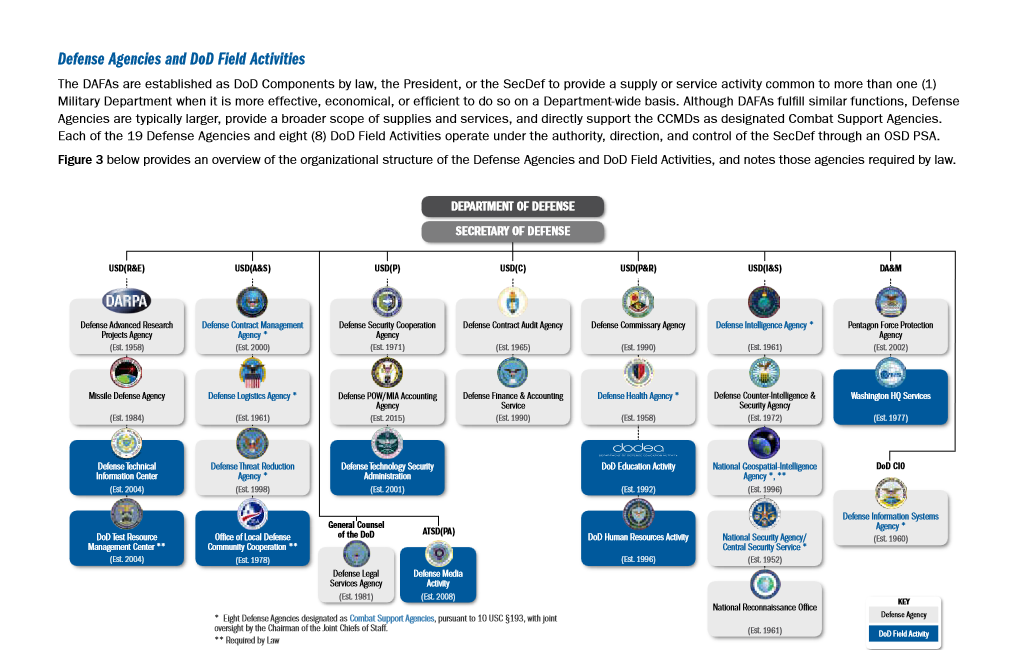 Defense Agencies and DoD Field Activities
The DAFAs are established as DoD Components by law, the President, or the SecDef to provide a supply or service activity common to more than one (1)
Military Department when it is more effective, economical, or efficient to do so on a Department-wide basis. Although DAFAs fulfill similar functions, Defense
Agencies are typically larger, provide a broader scope of supplies and services, and directly support the CCMDs as designated Combat Support Agencies.
Each of the 19 Defense Agencies and eight (8) DoD Field Activities operate under the authority, direction, and control of the SecDef through an OSD PSA.
Figure 3 below provides an overview of the organizational structure of the Defense Agencies and DoD Field Activities, and notes those agencies required by law.
DEPARTMENT OF DEFENSE
SECRETARY OF DEFENSE
USD(R&E)
DARPA
Defense Advanced Research
Projects Agency
(Est. 1958)
Missile Defense Agency
(Est. 1984)
Defense Technical
Information Center
(Est. 2004)
DoD Test Resource
Management Center **
(Est. 2004)
USD(A&S)
Defense Contract Management
Agency *
(Est. 2000)
Defense Logistics Agency *
(Est. 1961)
Defense Threat Reduction
Agency *
(Est. 1998)
Office of Local Defense
Community Cooperation **
(Est. 1978)
USD(P)
Defense Security Cooperation
Agency
(Est. 1971)
Defense POW/MIA Accounting
Agency
(Est. 2015)
Defense Technology Security
Administration
(Est. 2001)
General Counsel
of the DoD
Defense Legal
Services Agency
(Est. 1981)
ATSD(PA)
Defense Media
Activity
(Est. 2008)
USD(C)
Defense Contract Audit Agency
(Est. 1965)
Defense Finance & Accounting
Service
(Est. 1990)
USD(P&R)
Defense Commissary Agency
(Est. 1990)
Defense Health Agency *
(Est. 1958)
dodea
DoD Education Activity
(Est. 1992)
DoD Human Resources Activity
(Est. 1996)
USD(I&S)
Defense Intelligence Agency *
(Est. 1961)
Defense Counter-Intelligence &
Security Agency
(Est. 1972)
National Geospatial-Intelligence
Agency *, **
(Est. 1996)
National Security Agency/
Central Security Service *
(Est. 1952)
National Reconnaissance Office
(Est. 1961)
DA&M
Pentagon Force Protection
Agency
(Est. 2002)
Washington HQ Services
(Est. 1977)
DoD CIO
Defense Information Systems
Agency *
(Est. 1960)
* Eight Defense Agencies designated as Combat Support Agencies, pursuant to 10 USC §193, with joint
oversight by the Chairman of the Joint Chiefs of Staff.
** Required by Law
KEY
Defense Agency
DoD Field Activity